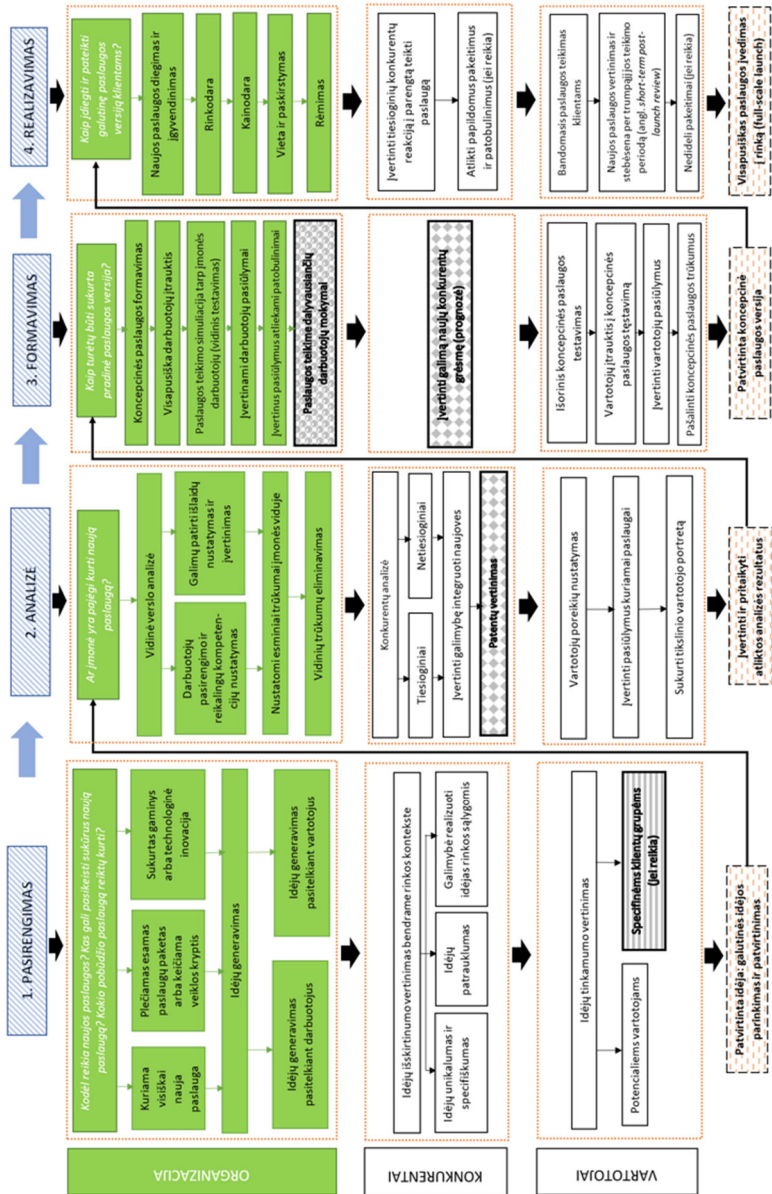 1. PASIRENGIMAS
2. ANALIZĖ
3. FORMAVIMAS
4. REALIZAVIMAS
ORGANIZACIJA
Kodėl reikia naujos paslaugos? Kas gali pasikeisti sukūrus naują
paslaugą? Kokio pobūdžio paslaugą reiktų kurti?
Kuriama
visiškai
nauja
paslauga
Plečiamas esamas
paslaugų paketas
arba keičiama
veiklos kryptis
Sukurtas gaminys
arba technologinė
inovacija
Idėjų generavimas
Idėjų generavimas
pasitelkiant darbuotojus
Idėjų generavimas
pasitelkiant vartotojus
Ar įmonė yra pajėgi kurti naują
paslaugą?
Vidinė verslo analizė
Darbuotojų
pasirengimo ir
reikalingų kompeten-
cijų nustatymas
Galimų patirti išlaidų
nustatymas ir
įvertinimas
Nustatomi esminiai trūkumai įmonės viduje
Vidinių trūkumų eliminavimas
Kaip turėtų būti sukurta
pradinė paslaugos versija?
Koncepcinės paslaugos formavimas
Visapusiška darbuotojų įtrauktis
Paslaugos teikimo simuliacija tarp įmonės
darbuotojų (vidinis testavimas)
Įvertinami darbuotojų pasiūlymai
Įvertinus pasiūlymus atliekami patobulinimai
Paslaugos teikime dalyvausiančių
darbuotojų mokymai
Kaip įdiegti ir pateikti
galutinę paslaugos
versiją klientams?
Naujos paslaugos diegimas ir
įgyvendinimas
Rinkodara
Kainodara
Vieta ir paskirstymas
Rėmimas
KONKURENTAI
Idėjų išskirtinumo vertinimas bendrame rinkos kontekste
Idėjų unikalumas ir
specifiškumas
Idėjų
patrauklumas
Galimybė realizuoti
idėjas rinkos sąlygomis
Konkurentų analizė
Tiesioginiai
Netiesioginiai
Įvertinti galimybę integruoti naujoves
Patentų vertinimas
Įvertinti galimą naujų konkurentų
grėsmę (prognozė)
Įvertinti tiesioginių konkurentų
reakciją į parengtą teikti
paslaugą
Atlikti papildomus pakeitimus
ir patobulinimus (jei reikia)
VARTOTOJAI
Idėjų tinkamumo vertinimas
Potencialiems vartotojams
Specifinėms klientų grupėms
(jei reikia)
Vartotojų poreikių nustatymas
Įvertinti pasiūlymus kuriamai paslaugai
Sukurti tikslinio vartotojo portretą
Išorinis koncepcinės paslaugos
testavimas
Vartotojų įtrauktis į koncepcinės
paslaugos tęstavimą
Įvertinti vartotojų pasiūlymus
Pašalinti koncepcinės paslaugos trūkumus
Bandomasis paslaugos teikimas
klientams
Naujos paslaugos vertinimas ir
stebėsena per trumpąjį jos teikimo
periodą (angl. short-term post-
launch review)
Nedideli pakeitimai (jei reikia)
Patvirtinta idėja: galutinės idėjos
parinkimas ir patvirtinimas
Įvertinti ir pritaikyti
atliktos analizės rezultatus
Patvirtinta koncepcinė
paslaugos versija
Visapusiškas paslaugos įvedimas
į rinką (full-scale launch)